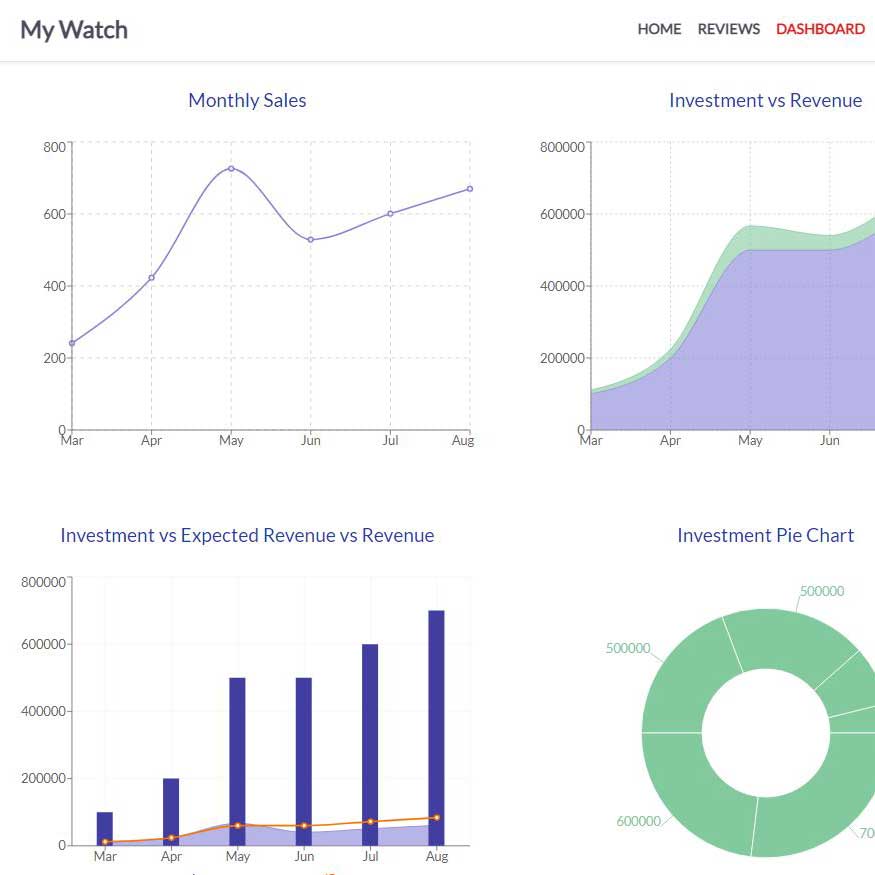 My Watch
HOME REVIEWS DASHBOARD
Monthly Sales
800
600
400
200
0
Mar Apr May Jun Jul Aug
Investment vs Revenue
800000
600000
400000
200000
0
Mar Apr May Jun
Investment vs Expected Revenue vs Revenue
800000
600000
400000
200000
0
Mar Apr May Jun Jul Aug
Investment Pie Chart
500000
500000
600000
70